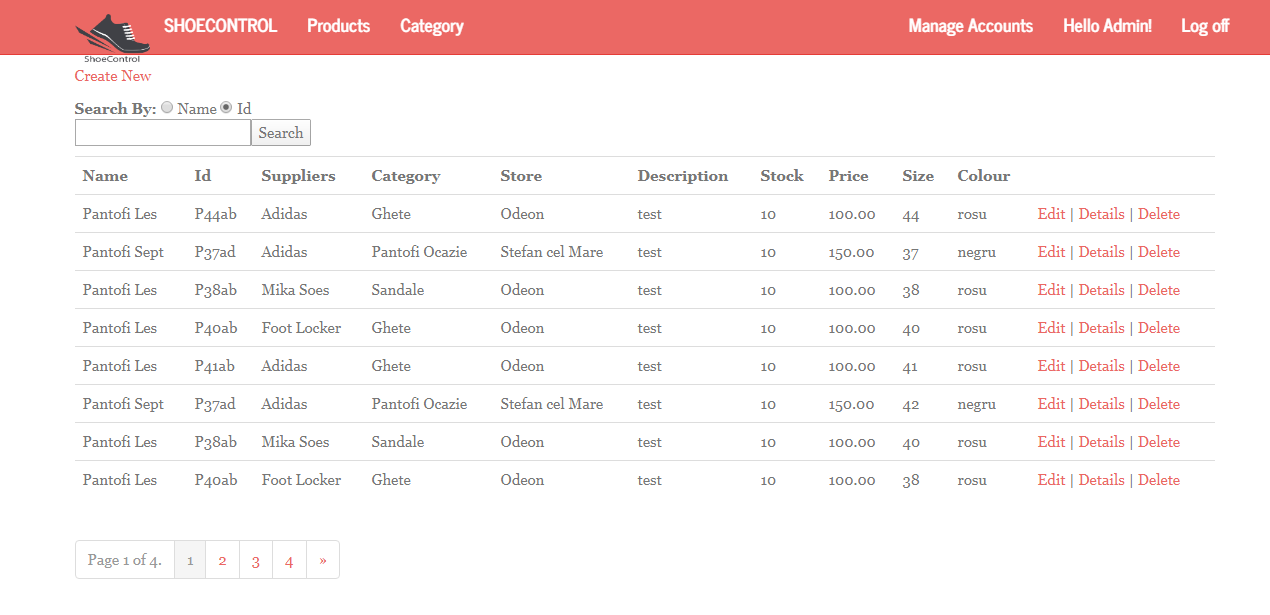 SHOECONTROL Products Category Manage Accounts Hello Admin! Log off
ShoeControl
Create New
Search By: Name Id
Search
Name Id Suppliers Category Store Description Stock Price Size Colour
Pantofi Les P44ab Adidas Ghete Odeon test 10 100.00 44 rosu Edit | Details | Delete
Pantofi Sept P37ad Adidas Pantofi Ocazie Stefan cel Mare test 10 150.00 37 negru Edit | Details | Delete
Pantofi Les P38ab Mika Soes Sandale Odeon test 10 100.00 38 rosu Edit | Details | Delete
Pantofi Les P40ab Foot Locker Ghete Odeon test 10 100.00 40 rosu Edit | Details | Delete
Pantofi Les P41ab Adidas Ghete Odeon test 10 100.00 41 rosu Edit | Details | Delete
Pantofi Sept P37ad Adidas Pantofi Ocazie Stefan cel Mare test 10 150.00 42 negru Edit | Details | Delete
Pantofi Les P38ab Mika Soes Sandale Odeon test 10 100.00 40 rosu Edit | Details | Delete
Pantofi Les P40ab Foot Locker Ghete Odeon test 10 100.00 38 rosu Edit | Details | Delete
Page 1 of 4. 1 2 3 4 »